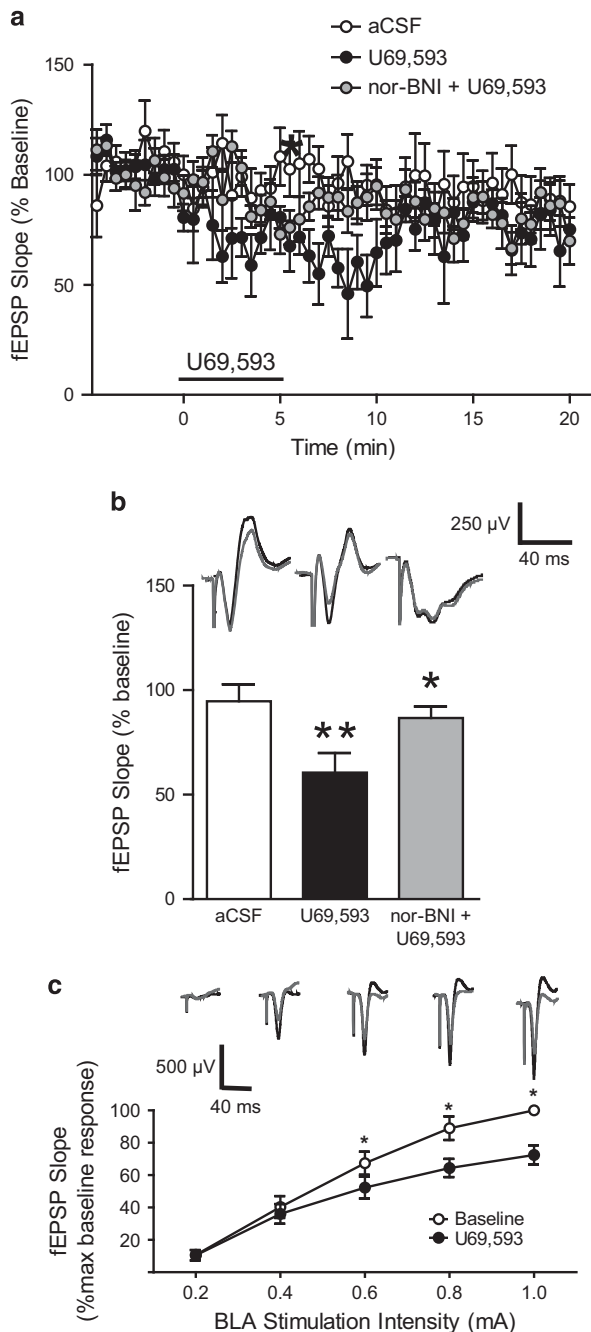 a
aCSF
U69,593
nor-BNI + U69,593
150
100
50
0
fEPSP Slope (% Baseline)
*
U69,593
0 5 10 15 20
Time (min)
b
250 µV
40 ms
150
100
50
0
fEPSP Slope (% baseline)
**
*
aCSF U69,593 nor-BNI +
U69,593
c
500 µV
40 ms
fEPSP Slope
(%max baseline response)
100
80
60
40
20
* * *
Baseline
U69,593
0.2 0.4 0.6 0.8 1.0
BLA Stimulation Intensity (mA)